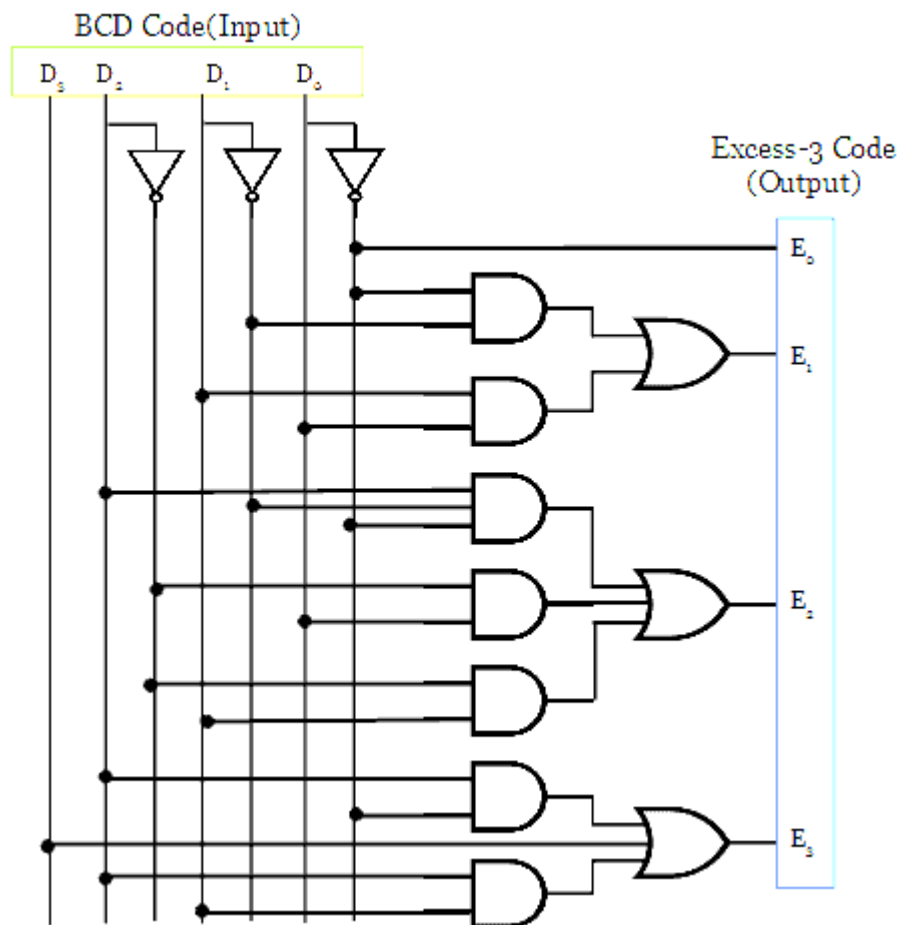 BCD Code(Input)
D₃ D₂ D₁ D₀
Excess-3 Code
(Output)
E₀
E₁
E₂
E₃